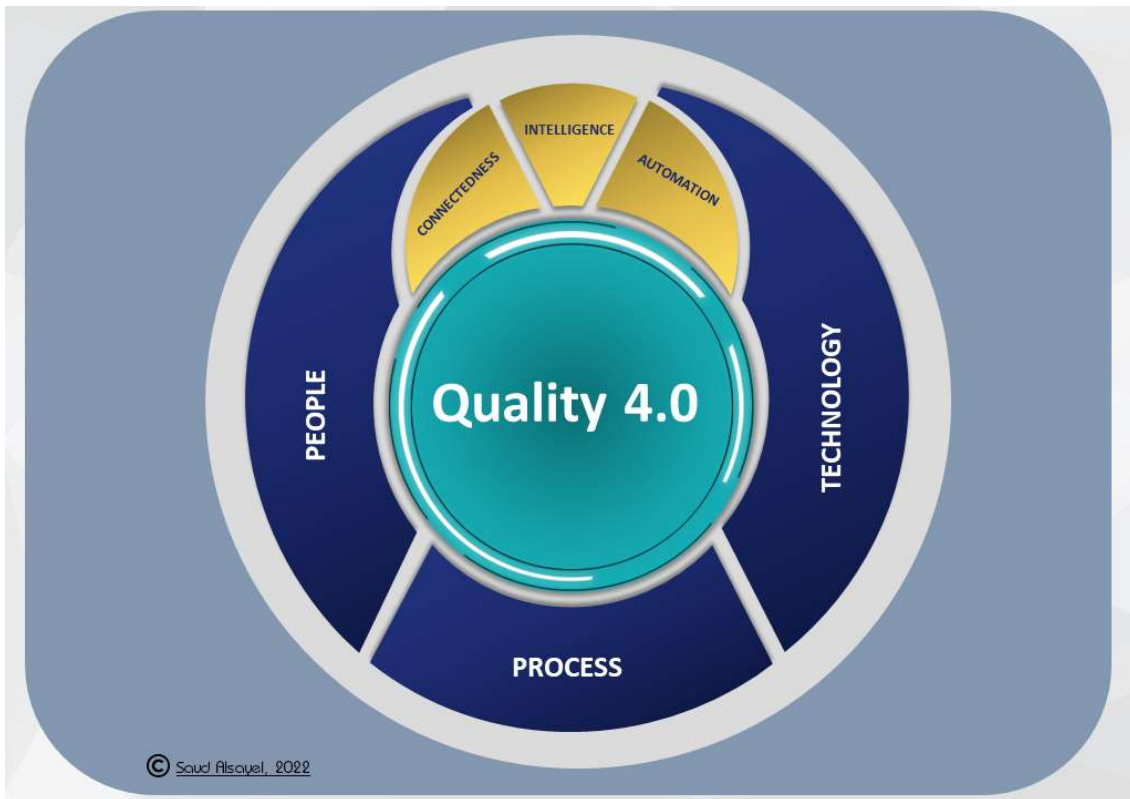 INTELLIGENCE
CONNECTEDNESS
AUTOMATION
Quality 4.0
PEOPLE
TECHNOLOGY
PROCESS
© Saud Alsayel, 2022